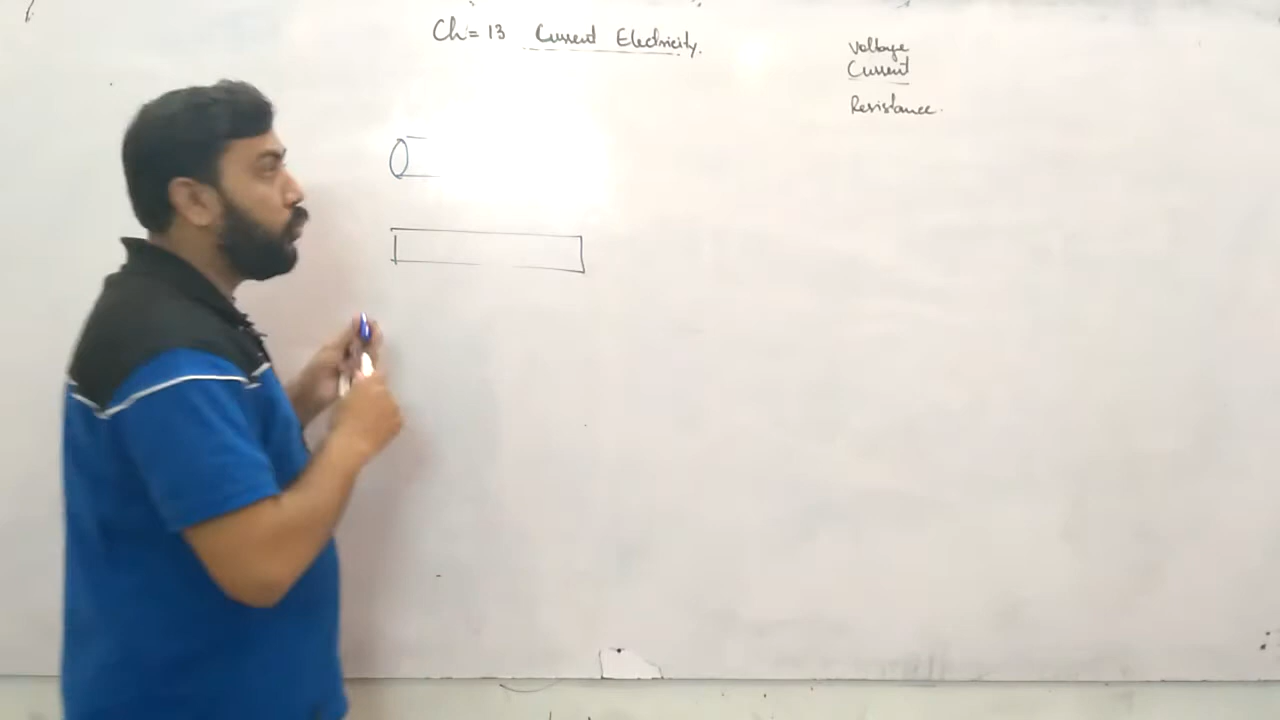 Ch = 13 Current Electricity.
Voltage
Current
Resistance.